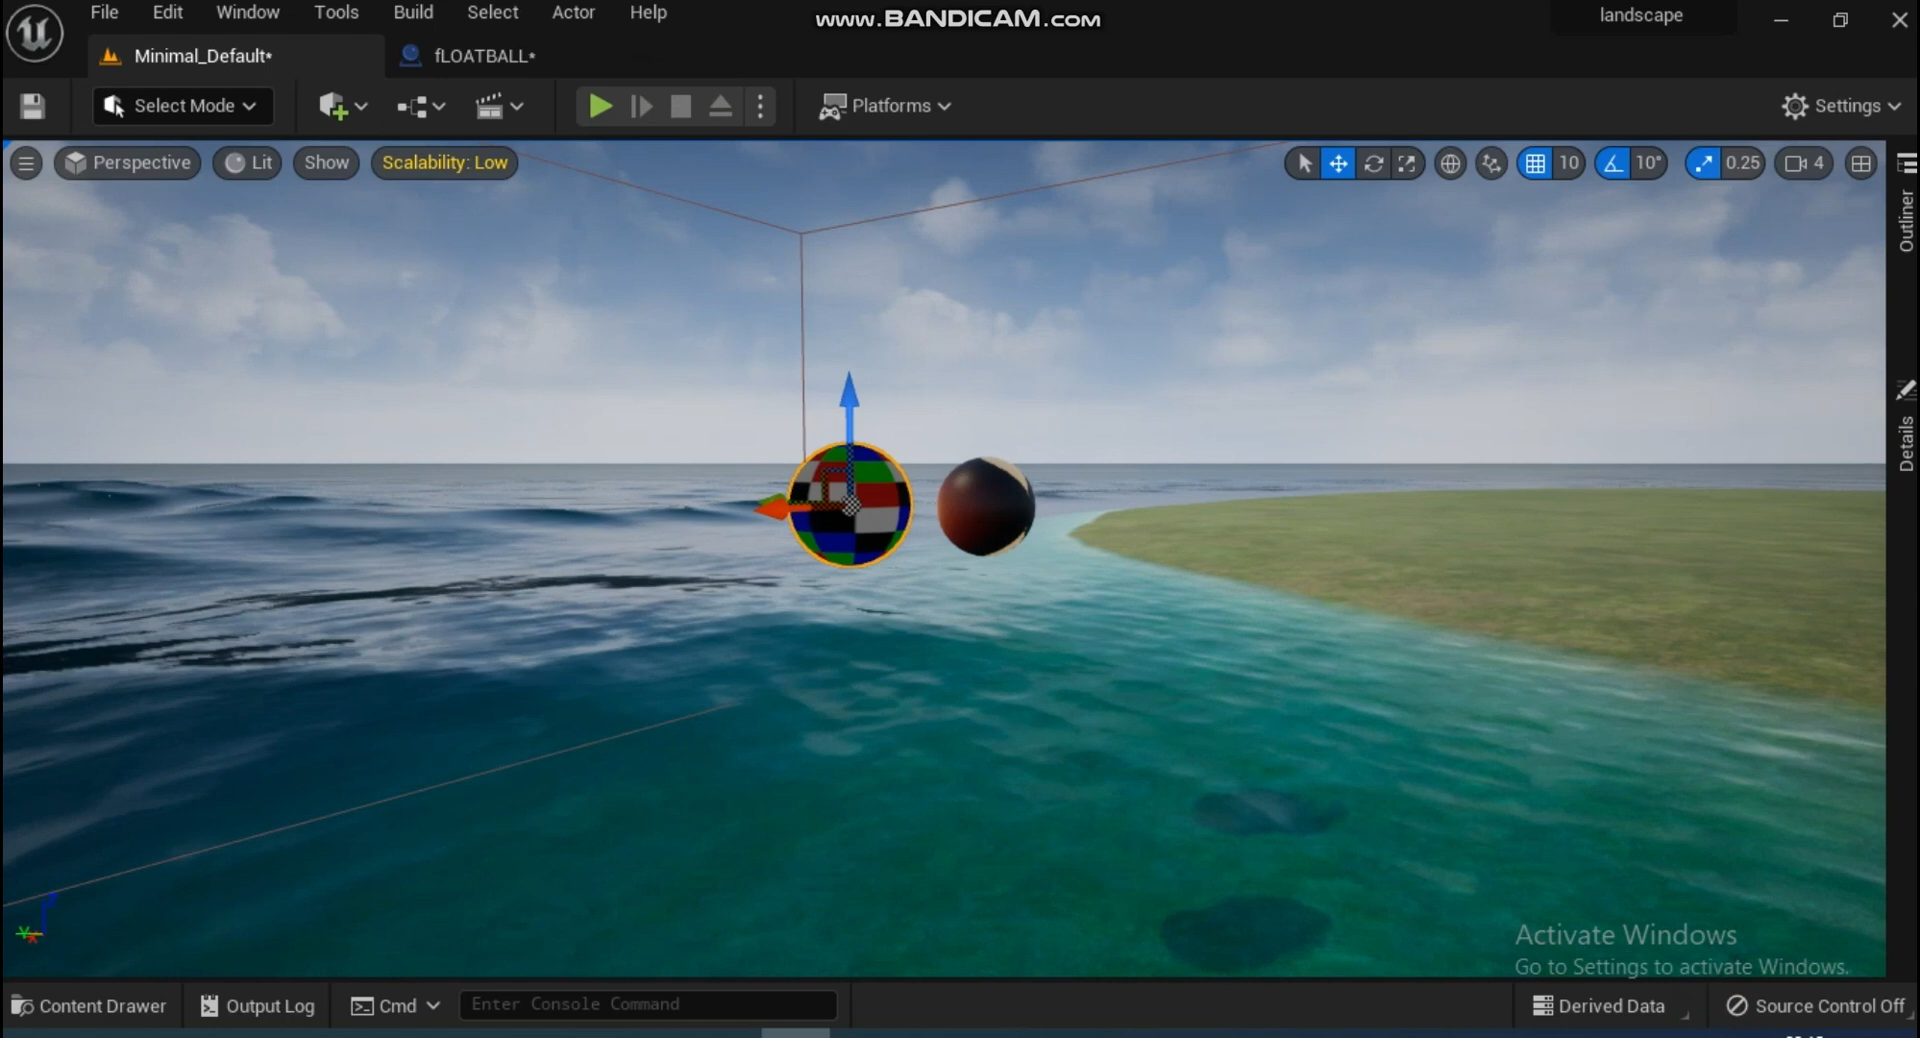 File Edit Window Tools Build Select Actor Help
www.BANDICAM.com
landscape
Minimal_Default*
fLOATBALL*
Select Mode
Platforms
Settings
Perspective
Lit
Show
Scalability: Low
10
10°
0.25
4
Outliner
Details
Activate Windows
Go to Settings to activate Windows.
Content Drawer
Output Log
Cmd
Enter Console Command
Derived Data
Source Control Off